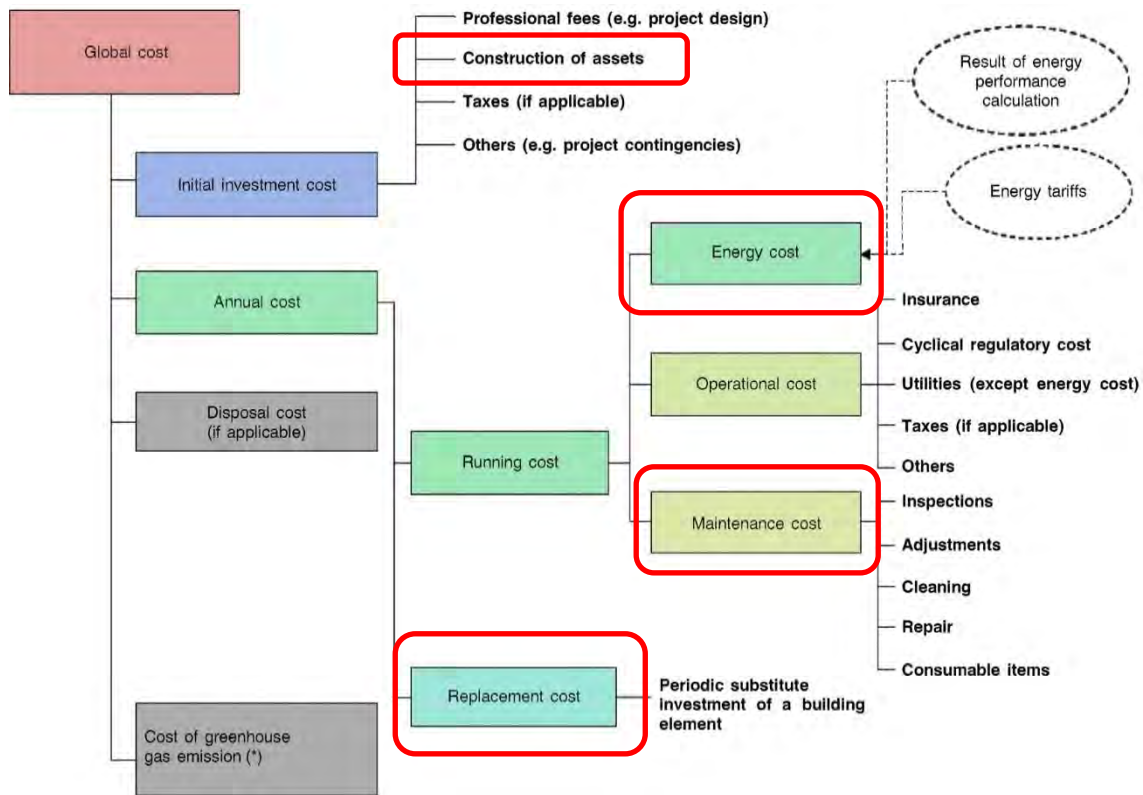 Global cost
Professional fees (e.g. project design)
Construction of assets
Taxes (if applicable)
Others (e.g. project contingencies)
Initial investment cost
Result of energy
performance
calculation
Energy tariffs
Energy cost
Annual cost
Insurance
Cyclical regulatory cost
Operational cost
Utilities (except energy cost)
Taxes (if applicable)
Others
Disposal cost
(if applicable)
Running cost
Maintenance cost
Inspections
Adjustments
Cleaning
Repair
Consumable items
Replacement cost
Periodic substitute
investment of a building
element
Cost of greenhouse
gas emission (*)